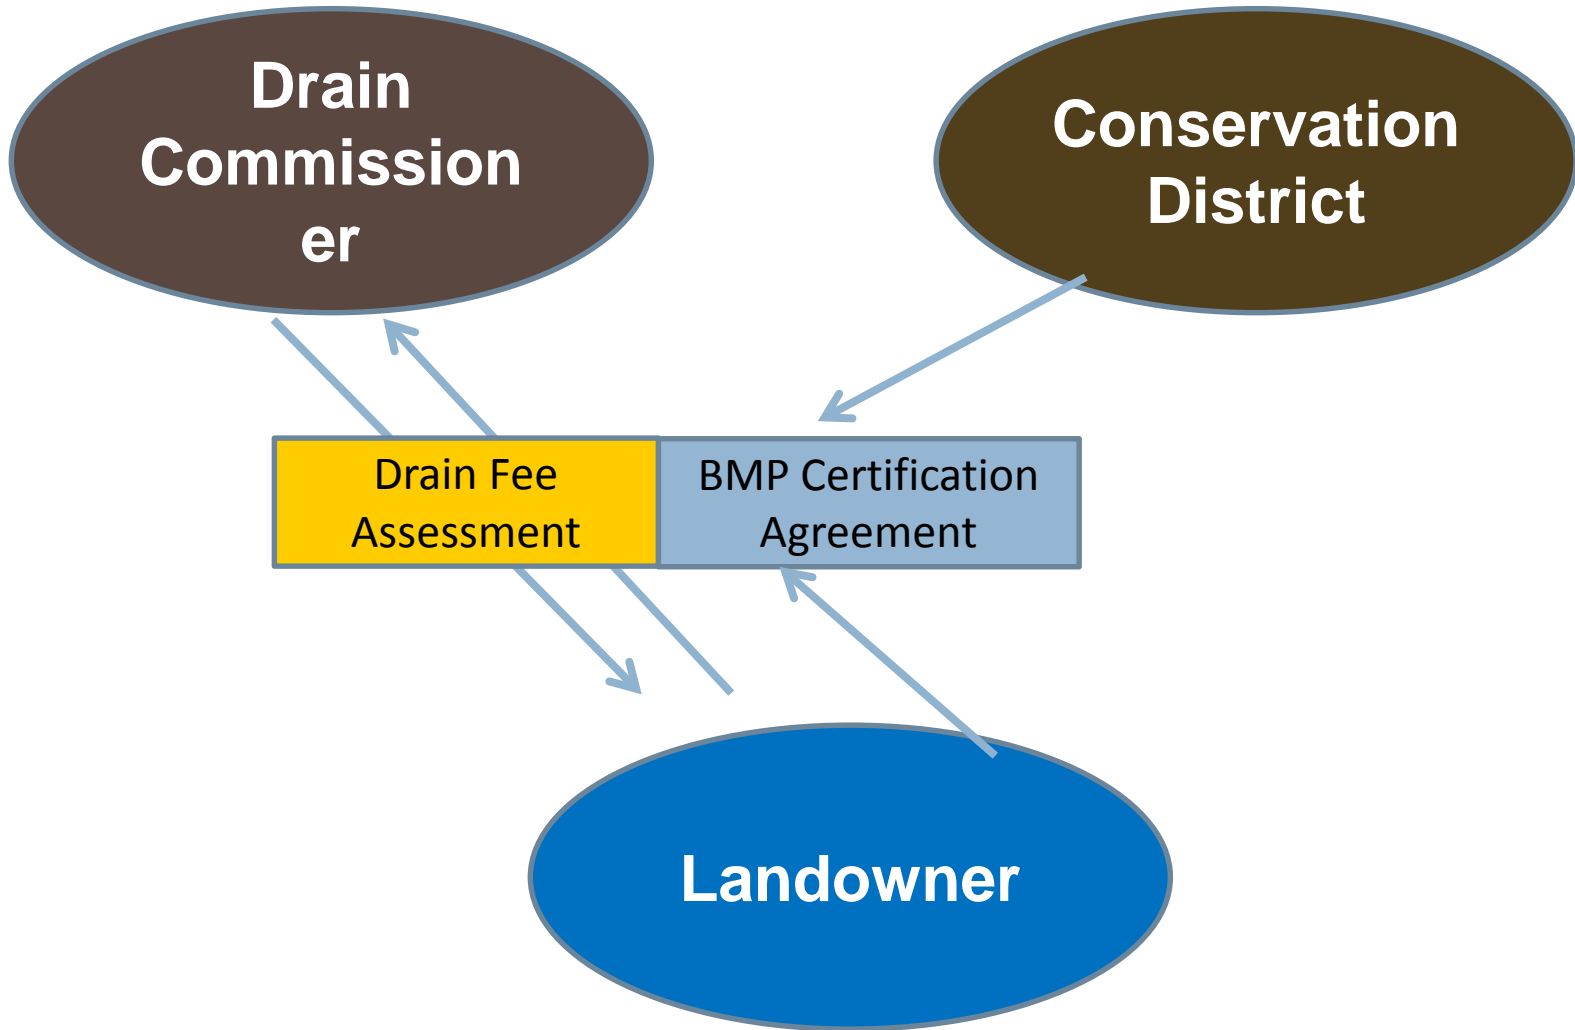 Drain
Commission
er
Conservation
District
Drain Fee
Assessment
BMP Certification
Agreement
Landowner